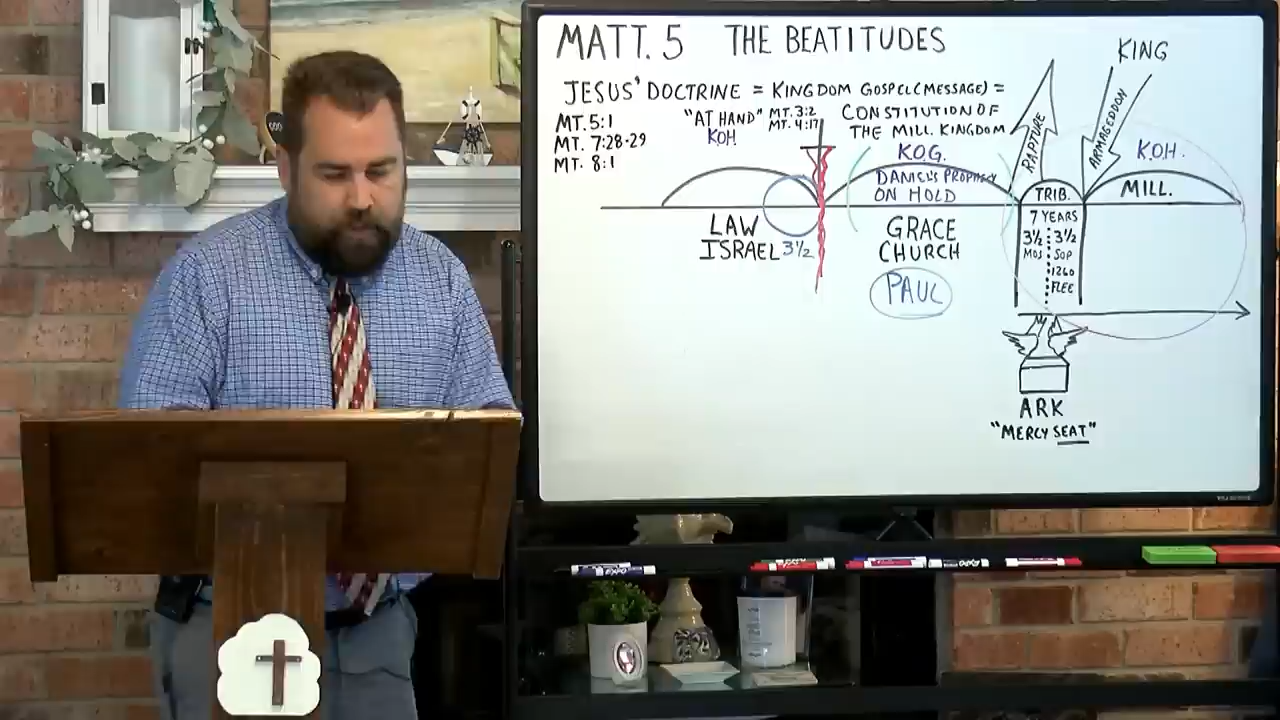 MATT. 5 THE BEATITUDES
JESUS' DOCTRINE = KINGDOM GOSPEL (MESSAGE) =
MT. 5:1
MT. 7:28-29
MT. 8:1
"AT HAND"
KOH
MT. 3:2
MT. 4:17
CONSTITUTION OF
THE MILL. KINGDOM
K.O.G.
DANIEL'S PROPHECY
ON HOLD
RAPTURE
KING
ARMAGEDDON
K.O.H.
TRIB.
MILL.
LAW
ISRAEL 3½
GRACE
CHURCH
PAUL
7 YEARS
3½ 3½
MOS SOP
1260
FLEE
ARK
"MERCY SEAT"